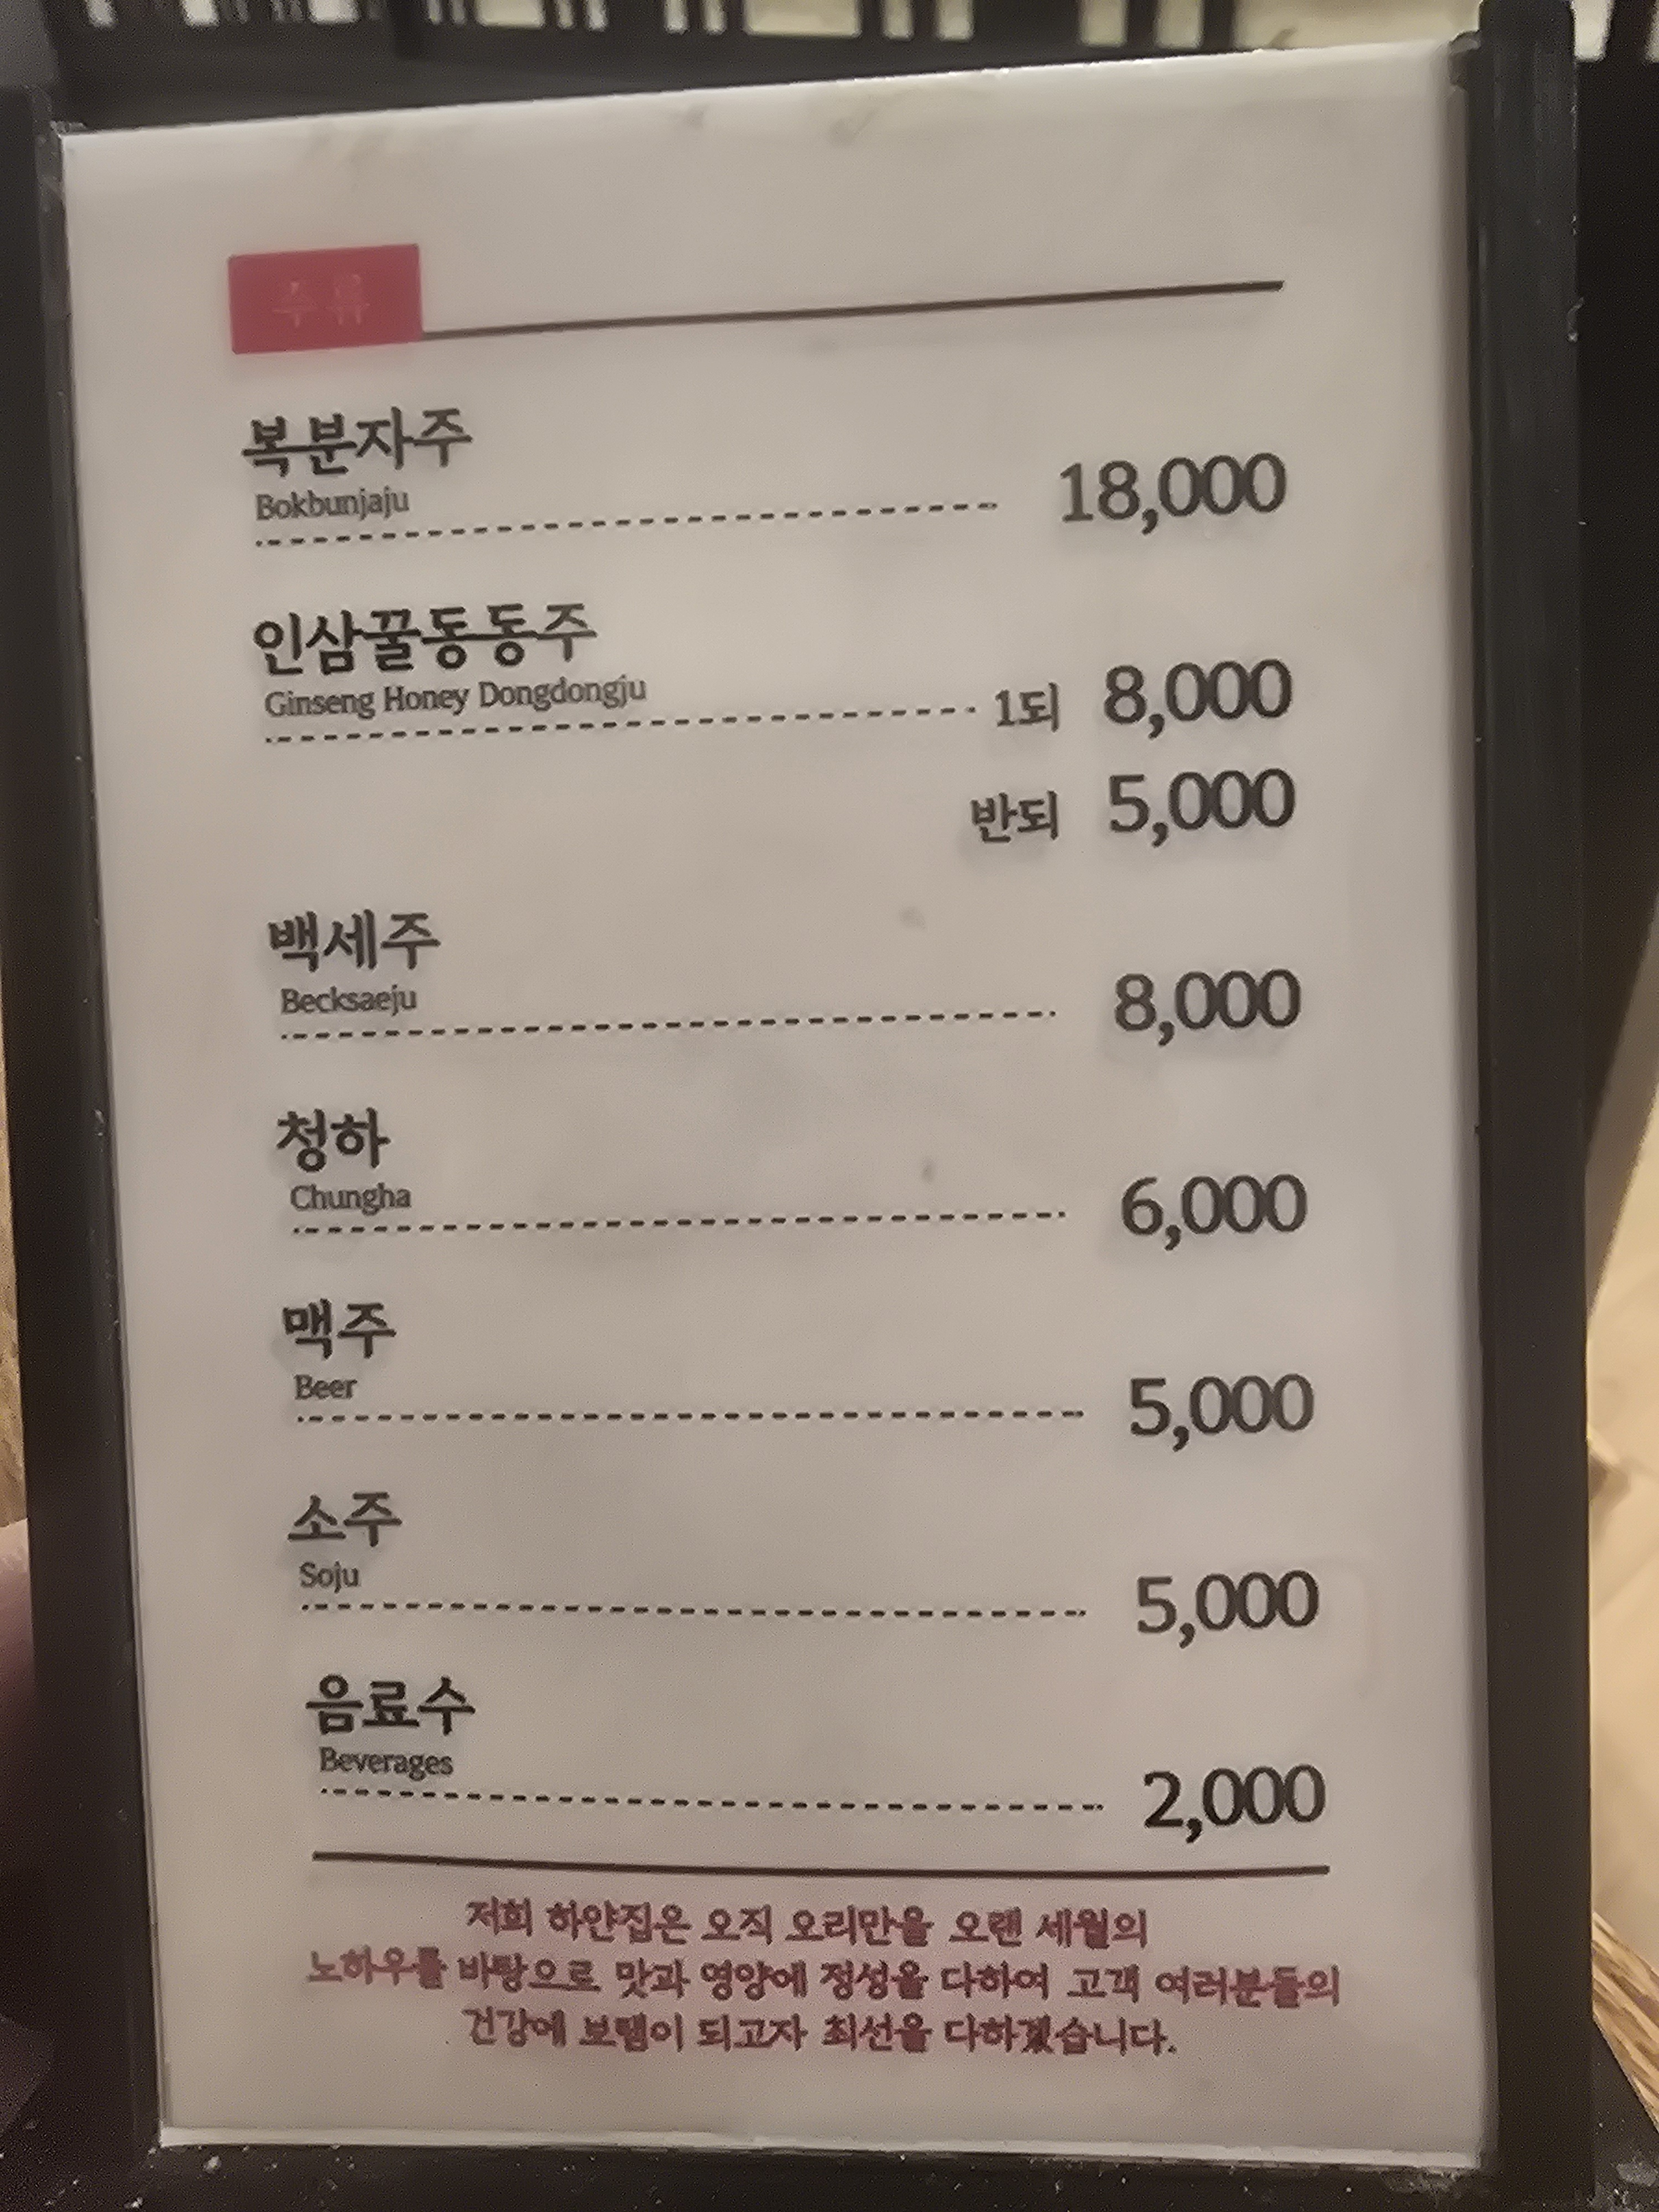 주류
복분자주
Bokbunjaju 18,000
인삼꿀동동주
Ginseng Honey Dongdongju 1되 8,000
반되 5,000
백세주
Becksaeju 8,000
청하
Chungha 6,000
맥주
Beer 5,000
소주
Soju 5,000
음료수
Beverages 2,000
저희 하얀집은 오직 오리만을 오랜 세월의
노하우를 바탕으로 맛과 영양에 정성을 다하여 고객 여러분들의
건강에 보탬이 되고자 최선을 다하겠습니다.